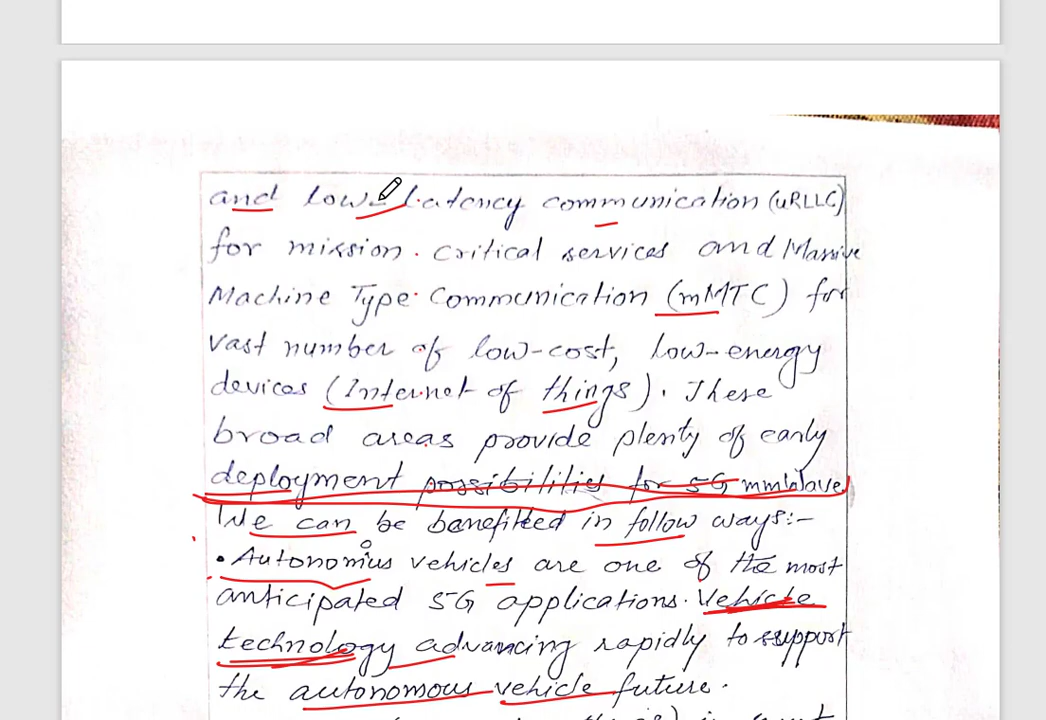 and low latency communication (uRLLC)
for mission critical services and Massive
Machine Type Communication (mMTC) for
vast number of low-cost, low-energy
devices (Internet of things). These
broad areas provide plenty of early
deployment possibilities for 5G mmWave
We can be benefitted in follow ways:-
• Autonomous vehicles are one of the most
anticipated 5G applications. Vehicle
technology advancing rapidly to support
the autonomous vehicle future.